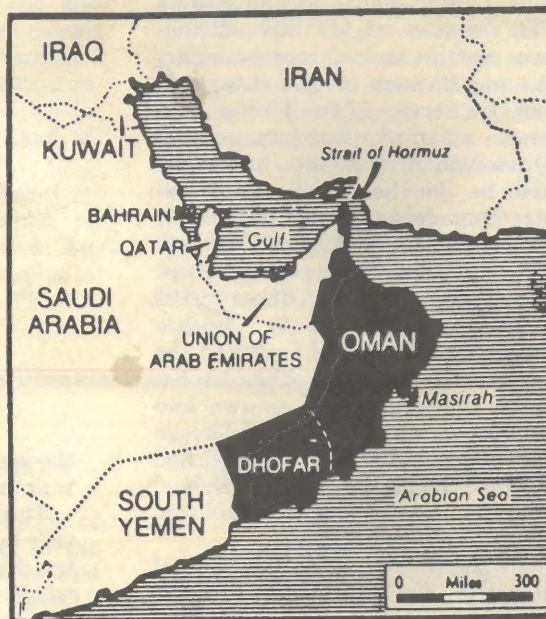 IRAQ
IRAN
KUWAIT
Strait of Hormuz
BAHRAIN
QATAR
Gulf
SAUDI
ARABIA
UNION OF
ARAB EMIRATES
OMAN
Masirah
DHOFAR
SOUTH
YEMEN
Arabian Sea
0 Miles 300